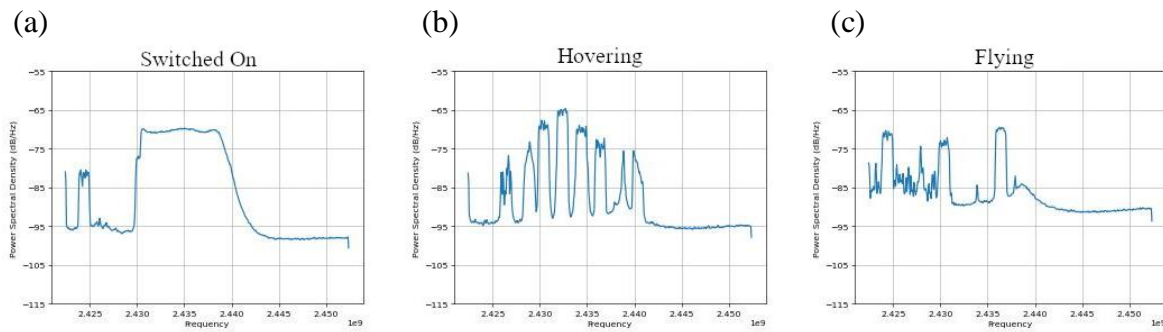 (a)
Switched On
Power Spectral Density (dB/Hz)
−55
−65
−75
−85
−95
−105
−115
2.425 2.430 2.435 2.440 2.445 2.450
Frequency
1e9
(b)
Hovering
Power Spectral Density (dB/Hz)
−55
−65
−75
−85
−95
−105
−115
2.425 2.430 2.435 2.440 2.445 2.450
Frequency
1e9
(c)
Flying
Power Spectral Density (dB/Hz)
−55
−65
−75
−85
−95
−105
−115
2.425 2.430 2.435 2.440 2.445 2.450
Frequency
1e9